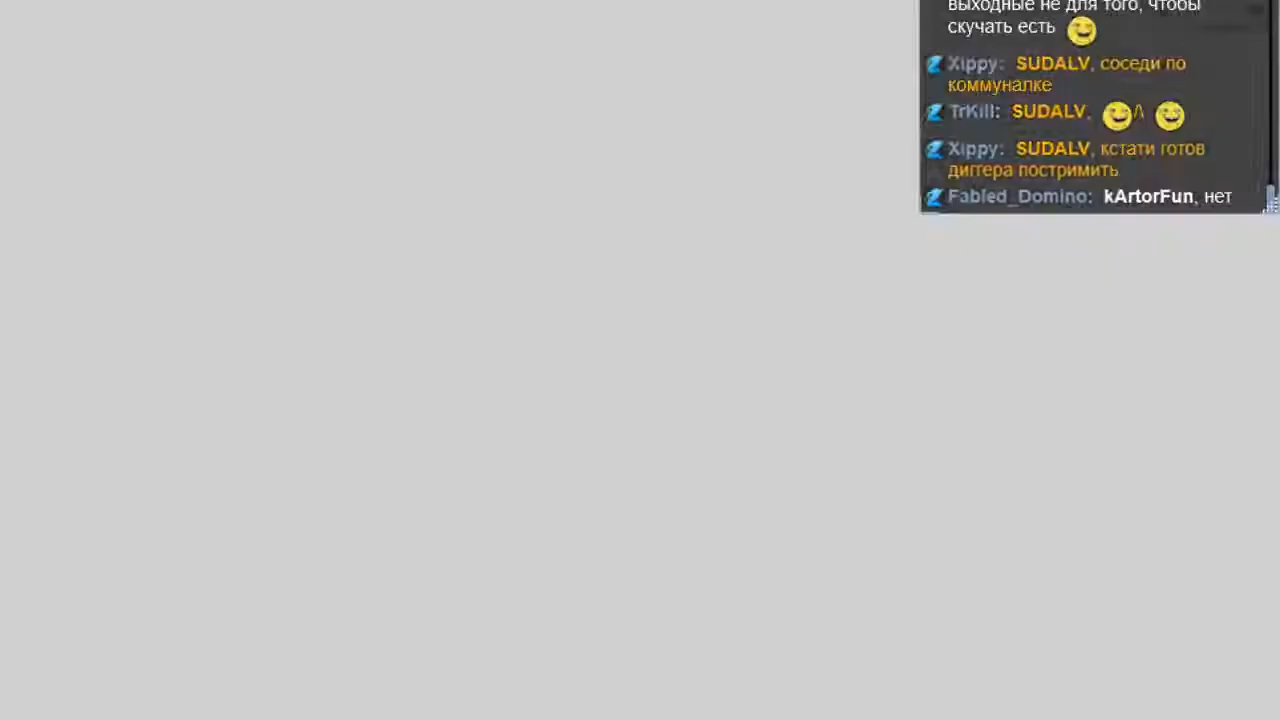 выходные не для того, чтобы
скучать есть
Xippy: SUDALV, соседи по
коммуналке
TrKill: SUDALV, /\
Xippy: SUDALV, кстати готов
диггера постримить
Fabled_Domino: kArtorFun, нет